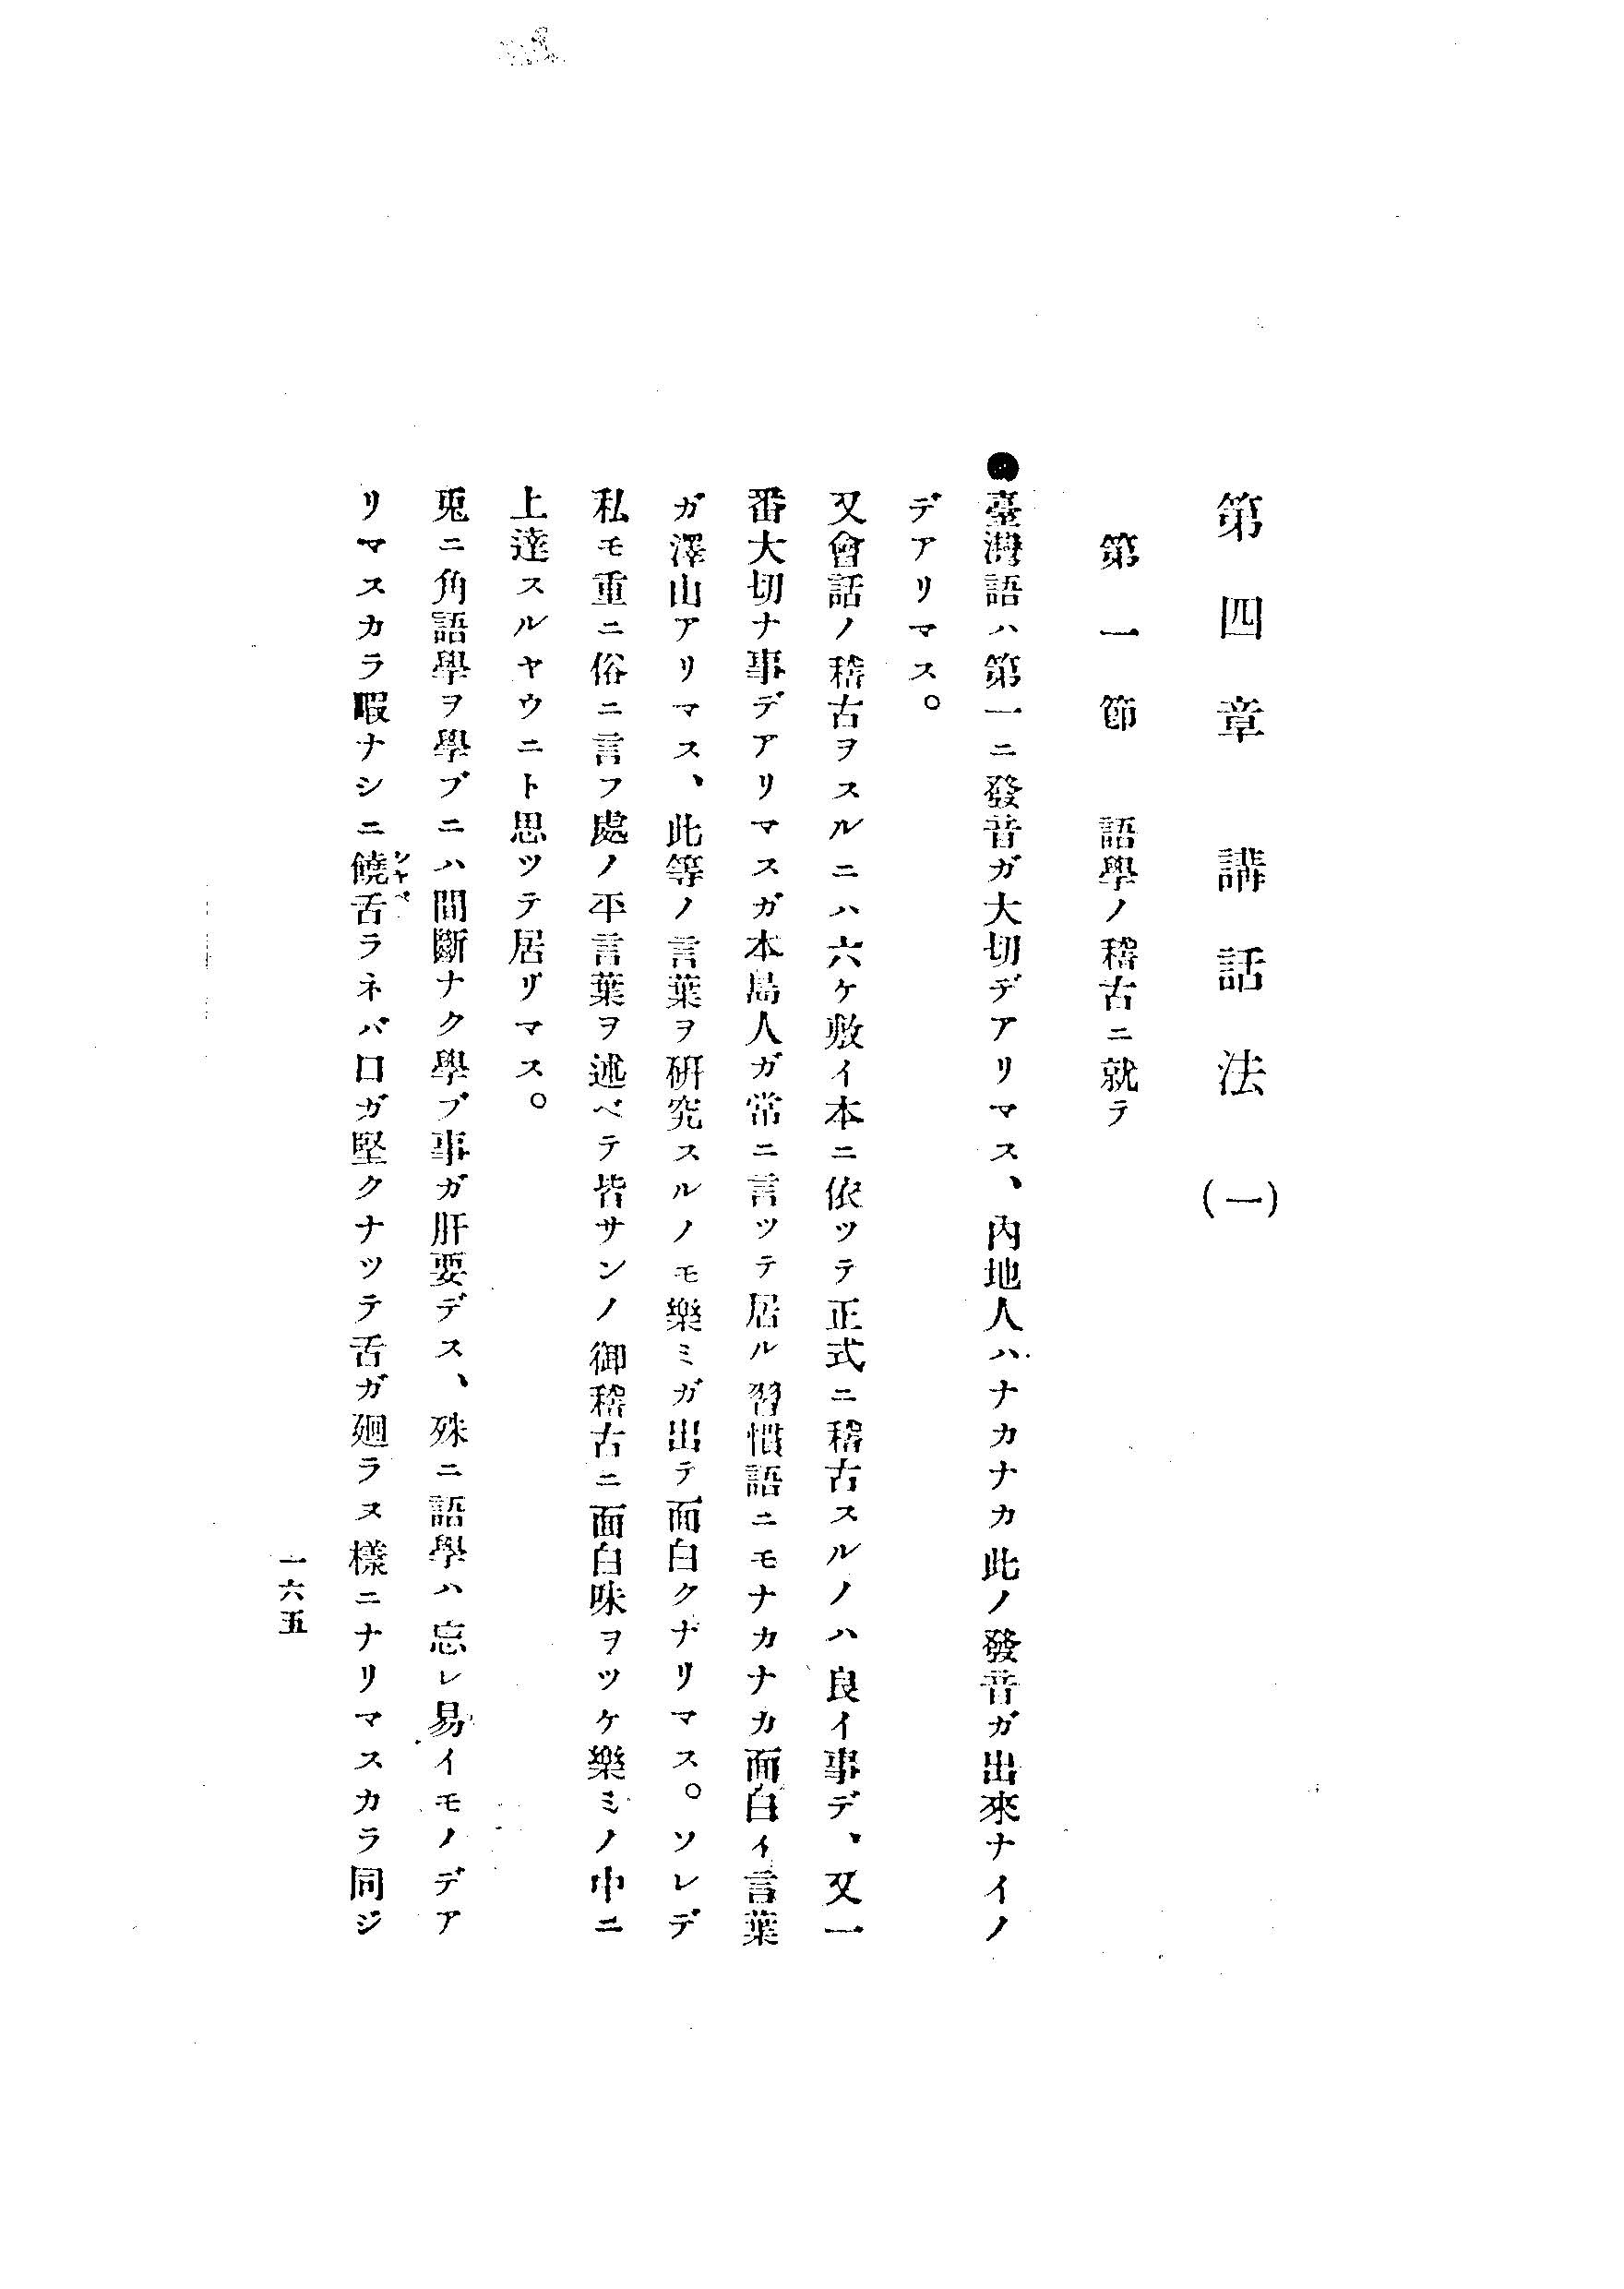 第四章　講話法（一）
第一節　語學ノ稽古ニ就テ
●臺灣語ハ第一ニ發音ガ大切デアリマス、內地人ハナカナカ此ノ發音ガ出來ナイノ
デアリマス。
又會話ノ稽古ヲスルニハ六ケ敷イ本ニ依ツテ正式ニ稽古スルノハ良イ事デ、又一
番大切ナ事デアリマスガ本島人ガ常ニ言ツテ居ル習慣語ニモナカナカ面白イ言葉
ガ澤山アリマス、此等ノ言葉ヲ硏究スルノモ樂ミガ出テ面白クナリマス。ソレデ
私モ重ニ俗ニ言フ處ノ平言葉ヲ述ベテ皆サンノ御稽古ニ面白味ヲツケ樂ミノ中ニ
上達スルヤウニト思ツテ居リマス。
兎ニ角語學ヲ學ブニハ間斷ナク學ブ事ガ肝要デス、殊ニ語學ハ忘レ易イモノデア
リマスカラ暇ナシニ饒舌ラネバ口ガ堅クナツテ舌ガ廻ラヌ樣ニナリマスカラ同ジ
シヤベ
一六五